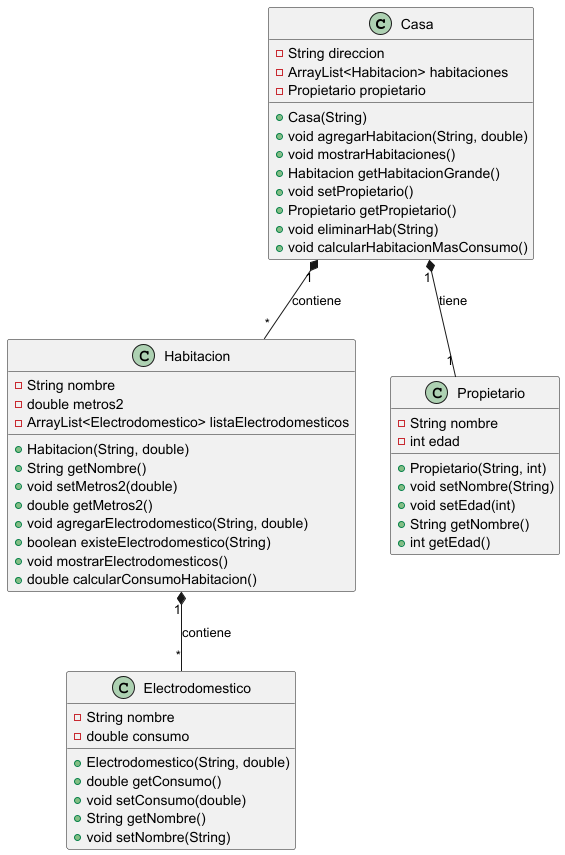 C Casa
String direccion
ArrayList<Habitacion> habitaciones
Propietario propietario
Casa(String)
void agregarHabitacion(String, double)
void mostrarHabitaciones()
Habitacion getHabitacionGrande()
void setPropietario()
Propietario getPropietario()
void eliminarHab(String)
void calcularHabitacionMasConsumo()
1
1
contiene
tiene
*
1
C Habitacion
String nombre
double metros2
ArrayList<Electrodomestico> listaElectrodomesticos
Habitacion(String, double)
String getNombre()
void setMetros2(double)
double getMetros2()
void agregarElectrodomestico(String, double)
boolean existeElectrodomestico(String)
void mostrarElectrodomesticos()
double calcularConsumoHabitacion()
C Propietario
String nombre
int edad
Propietario(String, int)
void setNombre(String)
void setEdad(int)
String getNombre()
int getEdad()
1
contiene
*
C Electrodomestico
String nombre
double consumo
Electrodomestico(String, double)
double getConsumo()
void setConsumo(double)
String getNombre()
void setNombre(String)